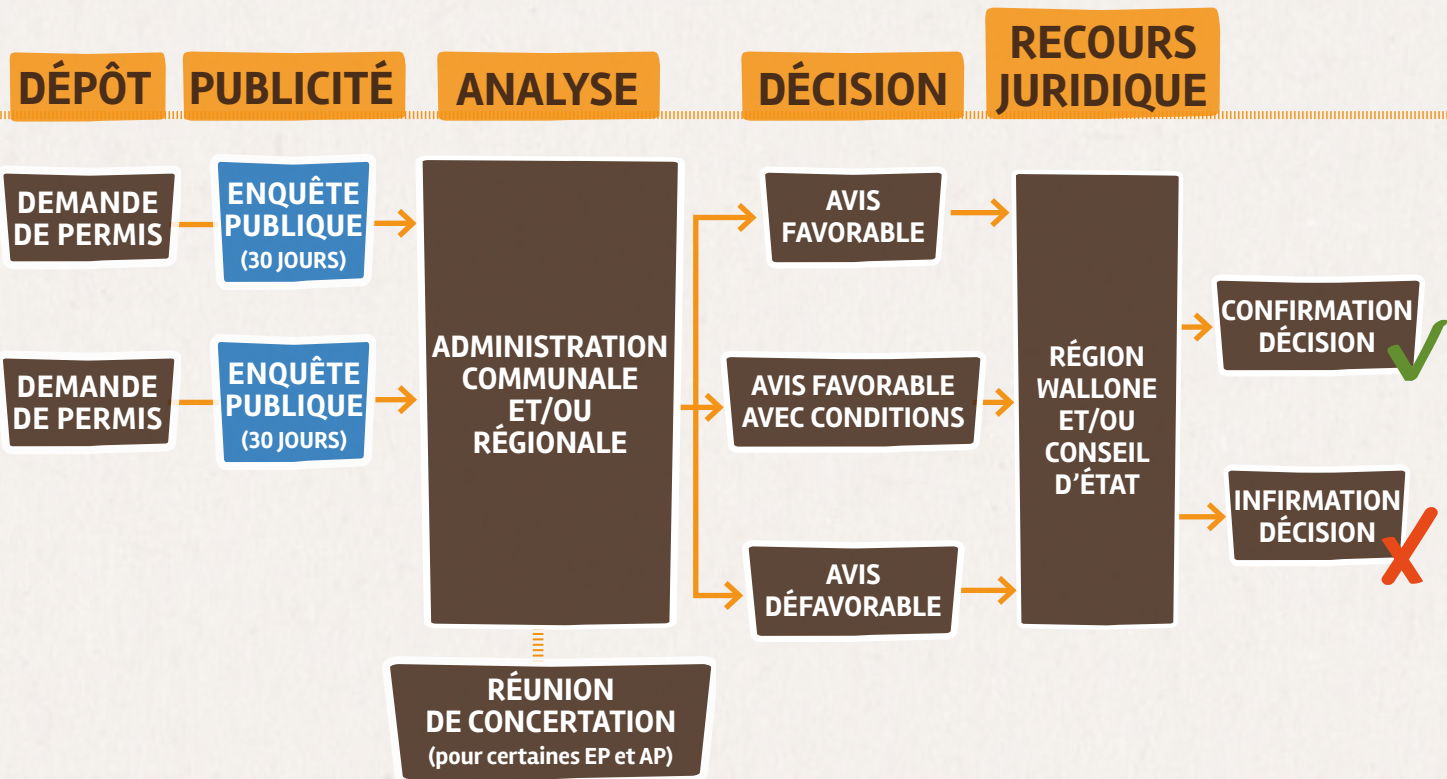 DÉPÔT
PUBLICITÉ
ANALYSE
DÉCISION
RECOURS
JURIDIQUE
DEMANDE
DE PERMIS
ENQUÊTE
PUBLIQUE
(30 JOURS)
DEMANDE
DE PERMIS
ENQUÊTE
PUBLIQUE
(30 JOURS)
ADMINISTRATION
COMMUNALE
ET/OU
RÉGIONALE
RÉUNION
DE CONCERTATION
(pour certaines EP et AP)
AVIS
FAVORABLE
AVIS FAVORABLE
AVEC CONDITIONS
AVIS
DÉFAVORABLE
RÉGION
WALLONE
ET/OU
CONSEIL
D'ÉTAT
CONFIRMATION
DÉCISION
INFIRMATION
DÉCISION